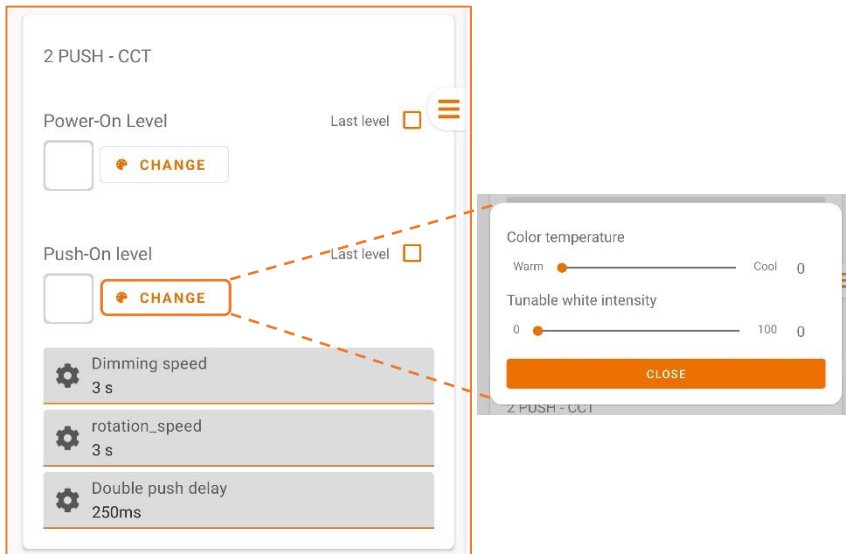 2 PUSH - CCT
Power-On Level
Last level
CHANGE
Push-On level
Last level
CHANGE
Dimming speed
3 s
rotation_speed
3 s
Double push delay
250ms
Color temperature
Warm
Cool
0
Tunable white intensity
0
100
0
CLOSE
2 PUSH - CCT